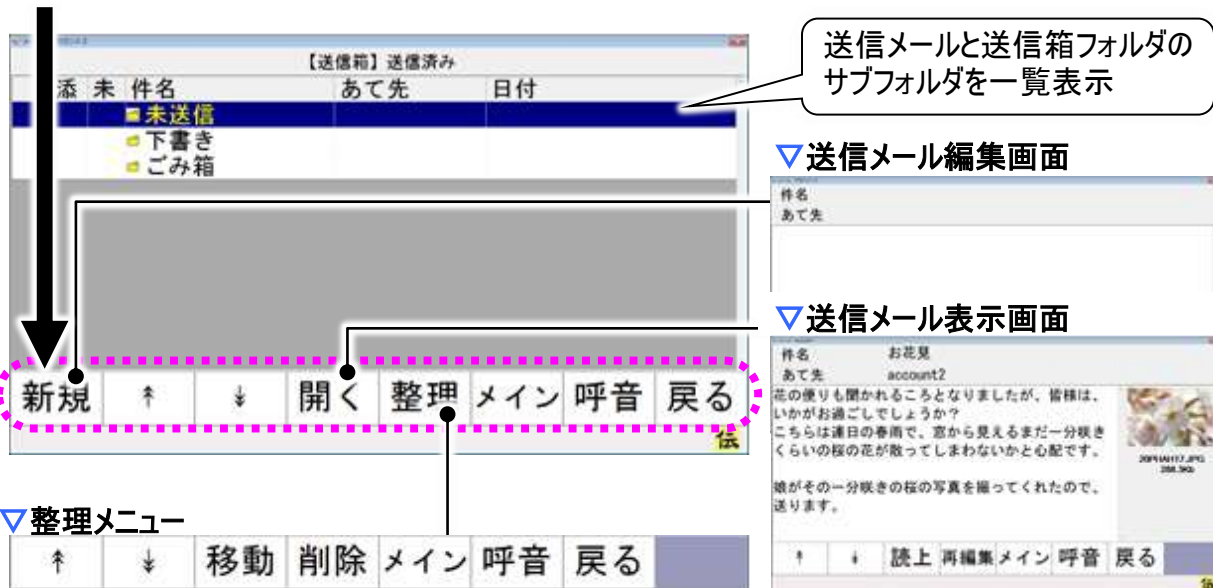 送信メールと送信箱フォルダの
サブフォルダを一覧表示
【送信箱】送信済み
添 未 件名 あて先 日付
未送信
下書き
ごみ箱
新規 ↟ ↡ 開く 整理 メイン 呼音 戻る
伝
▽整理メニュー
↟ ↡ 移動 削除 メイン 呼音 戻る
▽送信メール編集画面
件名
あて先
▽送信メール表示画面
件名 お花見
あて先 account2
花の便りも聞かれるころとなりましたが、皆様は、
いかがお過ごしでしょうか?
こちらは連日の春雨で、窓から見えるまだ一分咲き
くらいの桜の花が散ってしまわないかと心配です。
娘がその一分咲きの桜の写真を撮ってくれたので、
送ります。
↟ ↡ 読上 再編集 メイン 呼音 戻る
伝